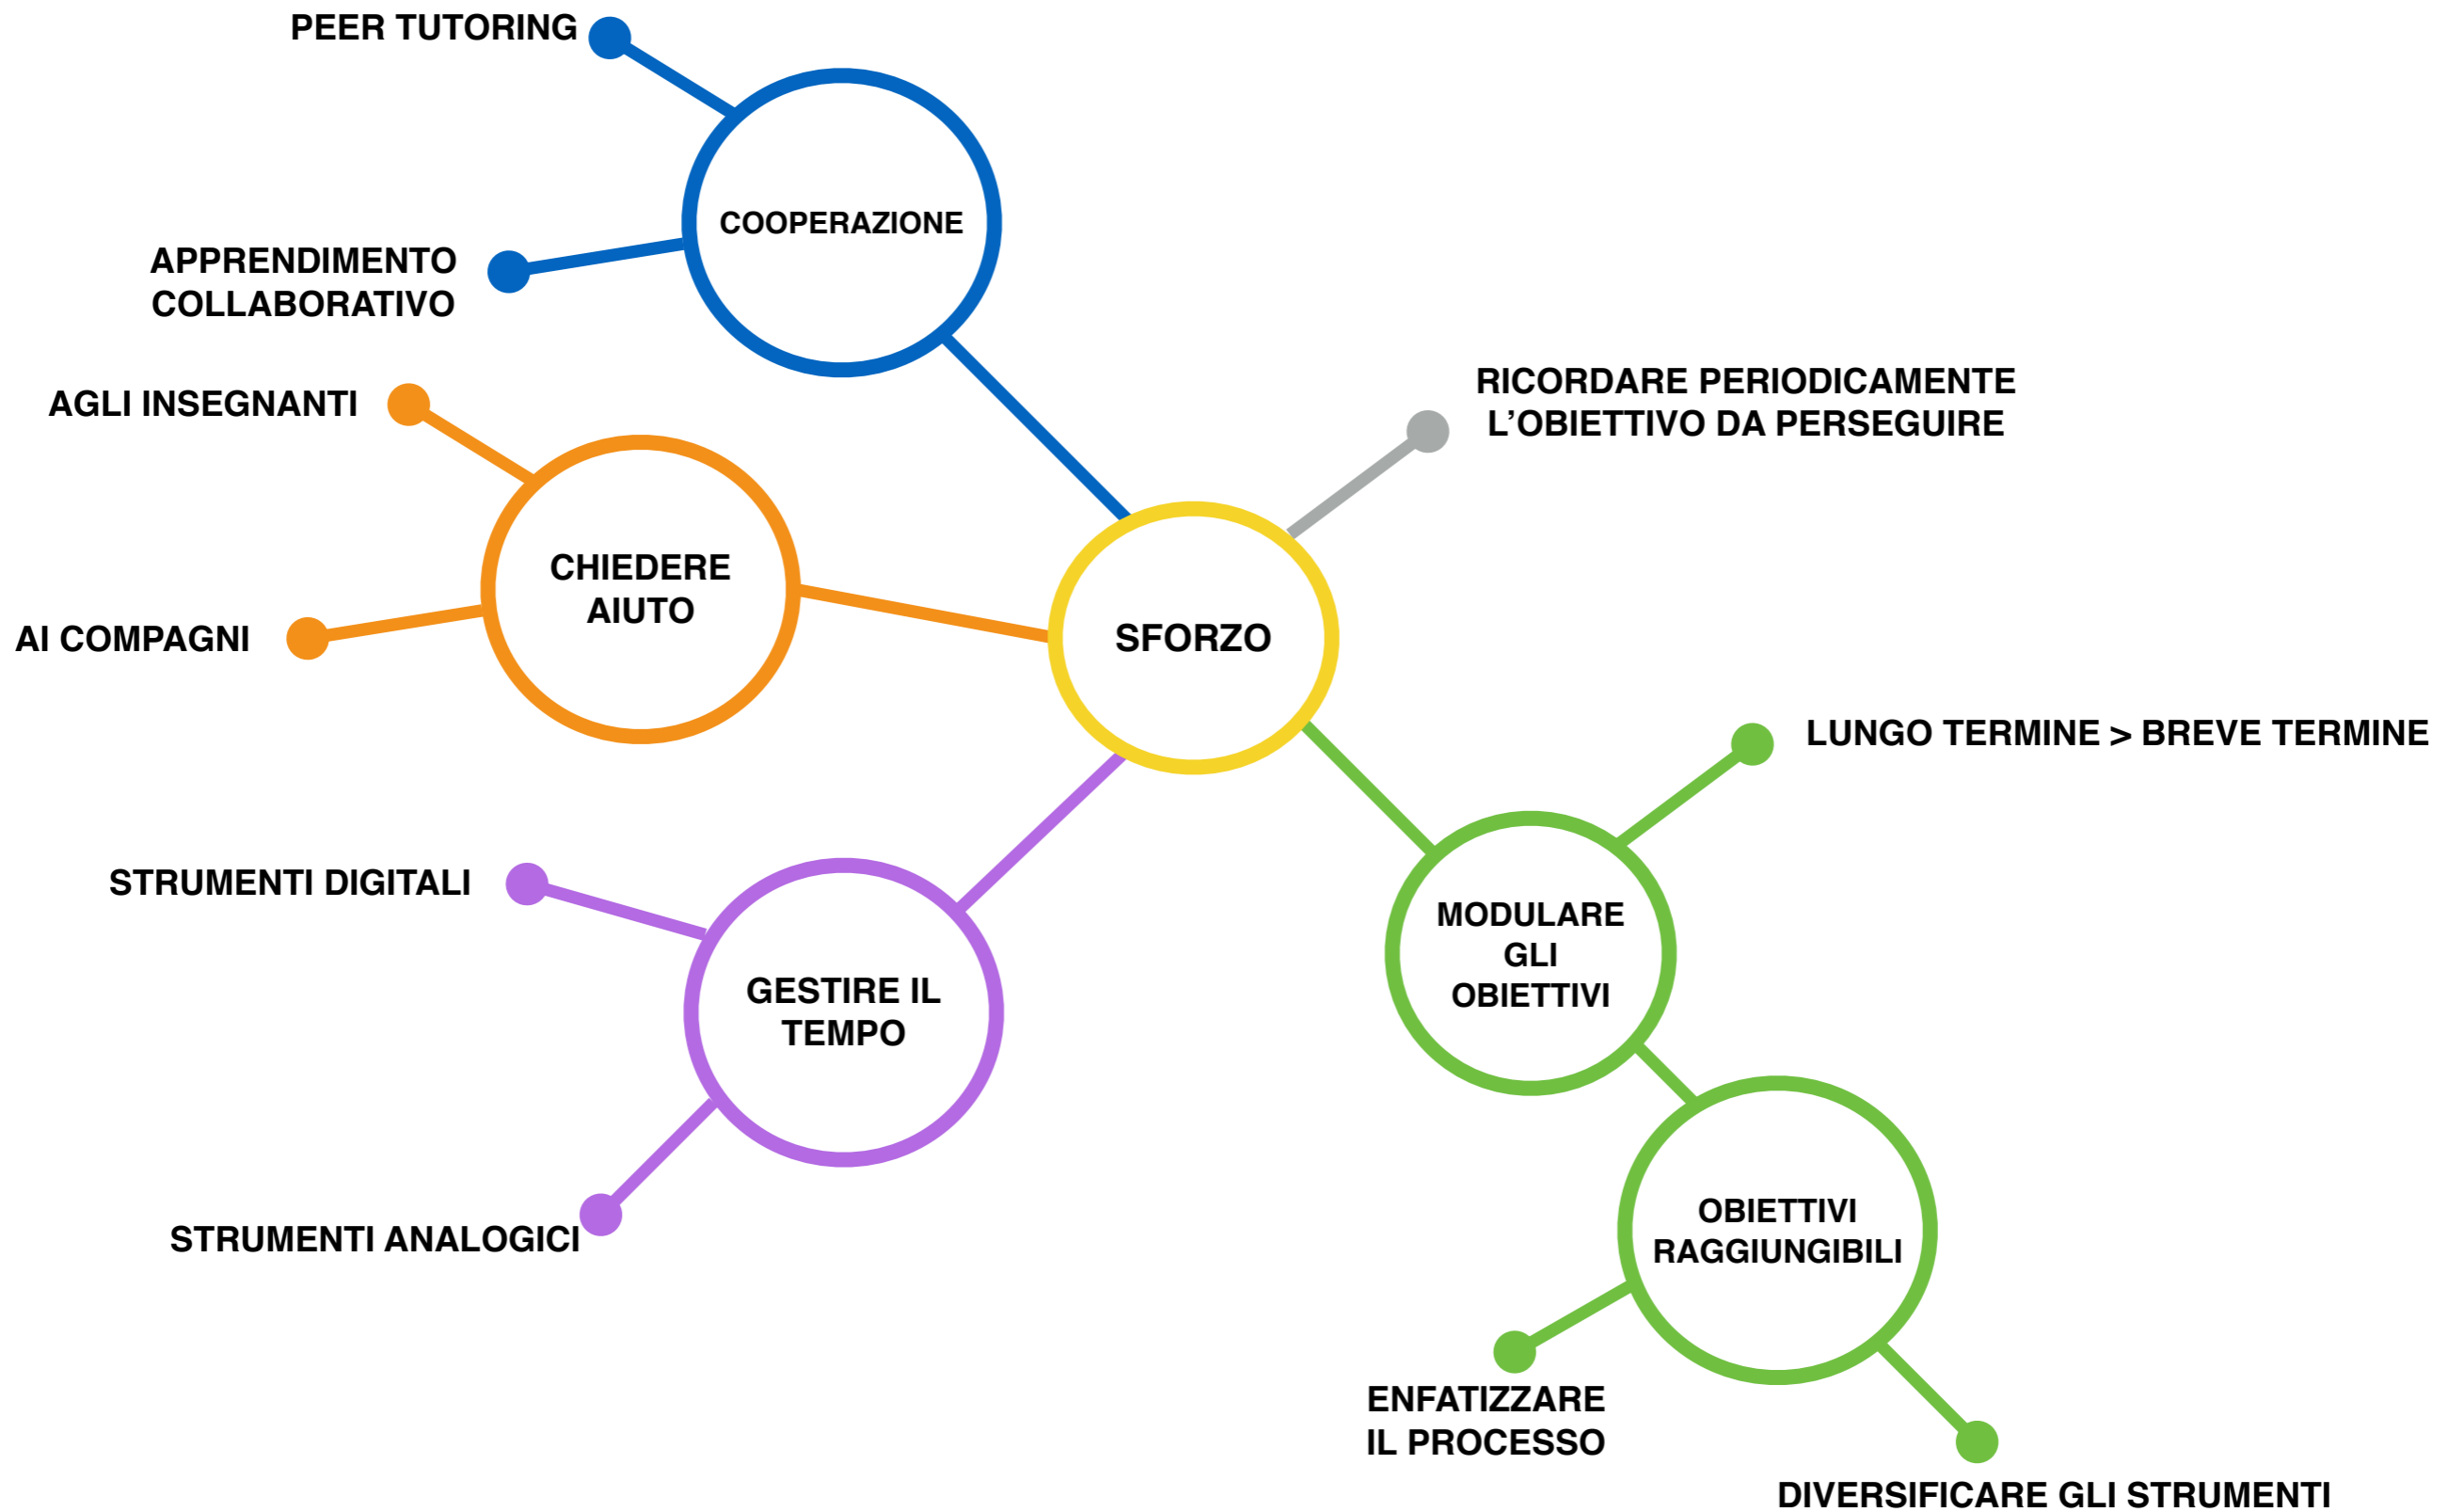 PEER TUTORING
COOPERAZIONE
APPRENDIMENTO
COLLABORATIVO
AGLI INSEGNANTI
CHIEDERE
AIUTO
AI COMPAGNI
RICORDARE PERIODICAMENTE
L’OBIETTIVO DA PERSEGUIRE
SFORZO
LUNGO TERMINE > BREVE TERMINE
STRUMENTI DIGITALI
GESTIRE IL
TEMPO
STRUMENTI ANALOGICI
MODULARE
GLI
OBIETTIVI
OBIETTIVI
RAGGIUNGIBILI
ENFATIZZARE
IL PROCESSO
DIVERSIFICARE GLI STRUMENTI